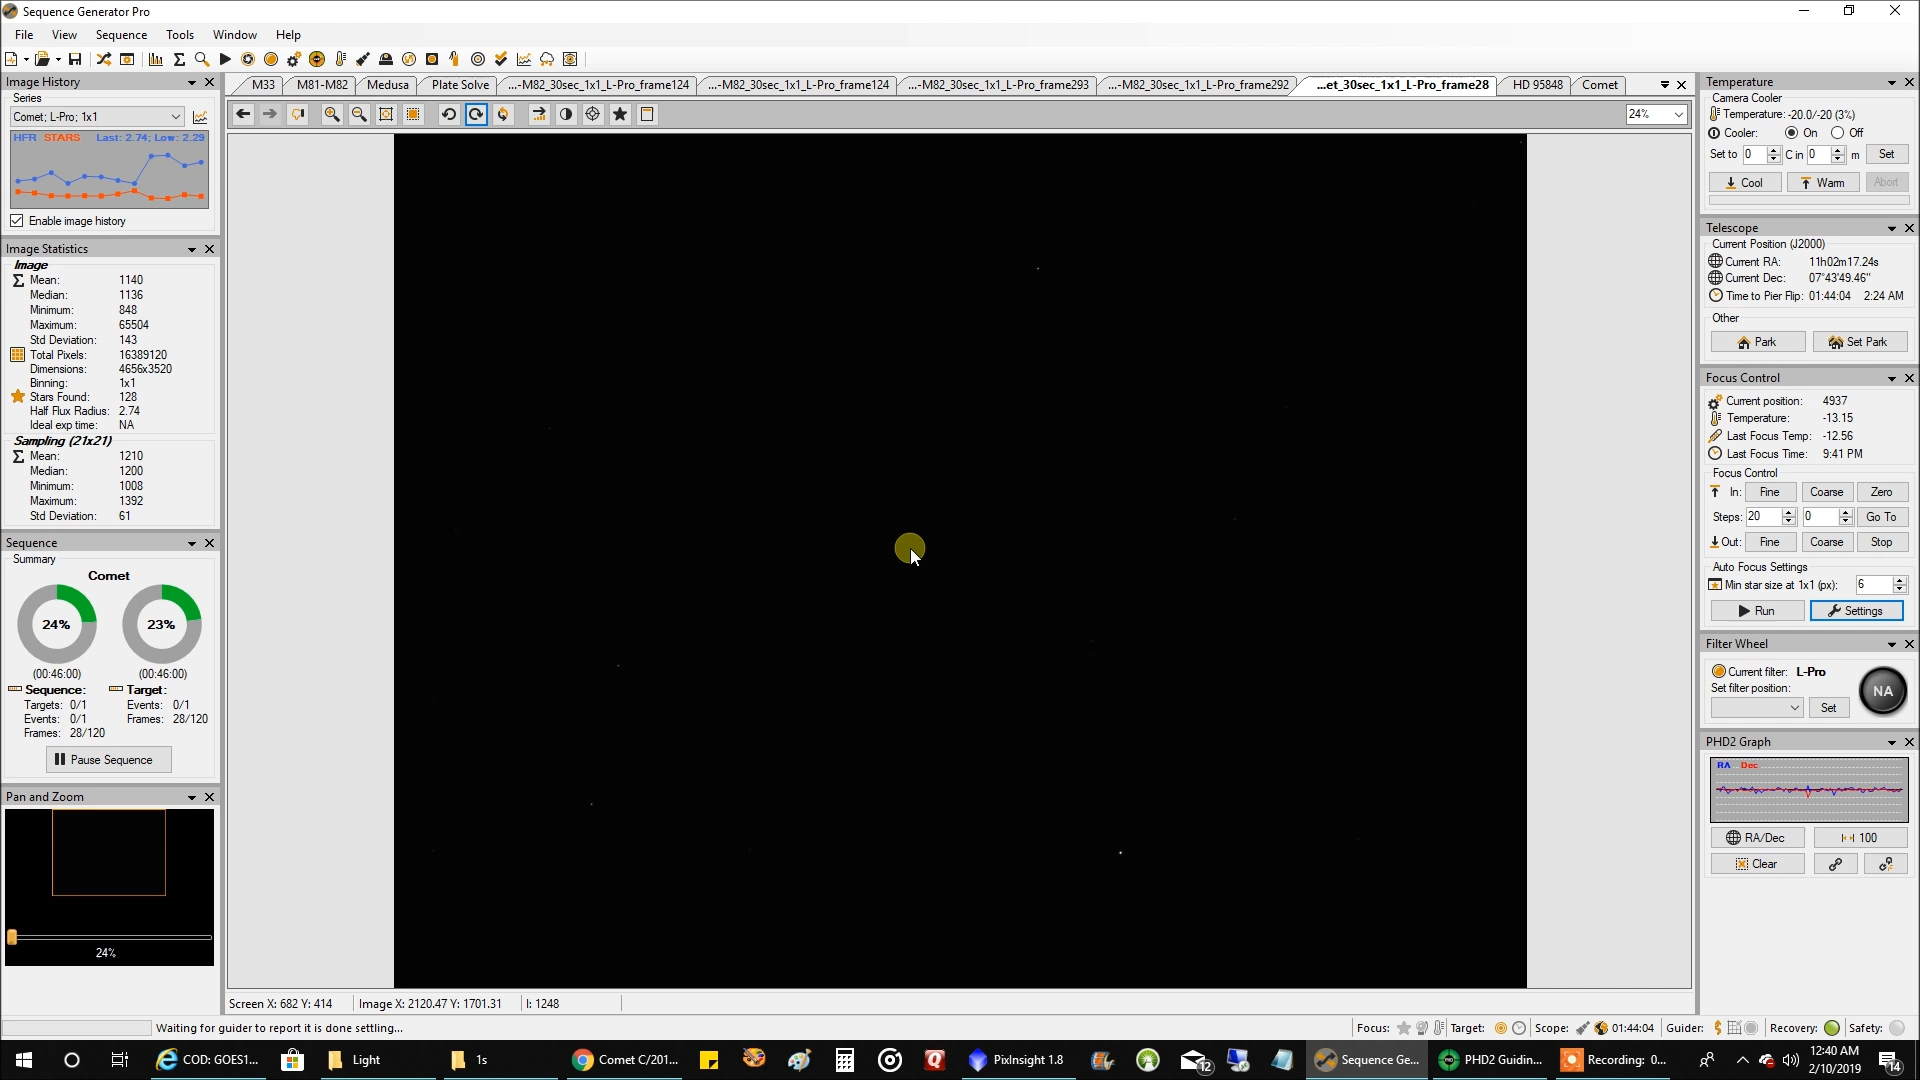 Sequence Generator Pro
File View Sequence Tools Window Help
Image History
Series
Comet; L-Pro; 1x1
HFR STARS Last: 2.74; Low: 2.29
Enable image history
Image Statistics
Image
Mean: 1140
Median: 1136
Minimum: 848
Maximum: 65504
Std Deviation: 143
Total Pixels: 16389120
Dimensions: 4656x3520
Binning: 1x1
Stars Found: 128
Half Flux Radius: 2.74
Ideal exp time: NA
Sampling (21x21)
Mean: 1210
Median: 1200
Minimum: 1008
Maximum: 1392
Std Deviation: 61
Sequence
Summary
Comet
24% 23%
(00:46:00) (00:46:00)
Sequence: Target:
Targets: 0/1 Events: 0/1
Events: 0/1 Frames: 28/120
Frames: 28/120
Pause Sequence
Pan and Zoom
24%
M33 M81-M82 Medusa Plate Solve ...-M82_30sec_1x1_L-Pro_frame124 ...-M82_30sec_1x1_L-Pro_frame124 ...-M82_30sec_1x1_L-Pro_frame293 ...-M82_30sec_1x1_L-Pro_frame292 ...et_30sec_1x1_L-Pro_frame28 HD 95848 Comet
24%
Screen X: 682 Y: 414 Image X: 2120.47 Y: 1701.31 I: 1248
Temperature
Camera Cooler
Temperature: -20.0/-20 (3%)
Cooler: On Off
Set to 0 C in 0 m Set
Cool Warm Abort
Telescope
Current Position (J2000)
Current RA: 11h02m17.24s
Current Dec: 07°43'49.46"
Time to Pier Flip: 01:44:04 2:24 AM
Other
Park Set Park
Focus Control
Current position: 4937
Temperature: -13.15
Last Focus Temp: -12.56
Last Focus Time: 9:41 PM
Focus Control
In: Fine Coarse Zero
Steps: 20 0 Go To
Out: Fine Coarse Stop
Auto Focus Settings
Min star size at 1x1 (px): 6
Run Settings
Filter Wheel
Current filter: L-Pro
Set filter position:
Set
NA
PHD2 Graph
RA Dec
RA/Dec 100
Clear
Waiting for guider to report it is done settling...
Focus: Target: Scope: 01:44:04 Guider: Recovery: Safety:
COD: GOES1... Light 1s Comet C/201... PixInsight 1.8 12 Sequence Ge... PHD2 Guidin... Recording: 0...
12:40 AM
2/10/2019
14